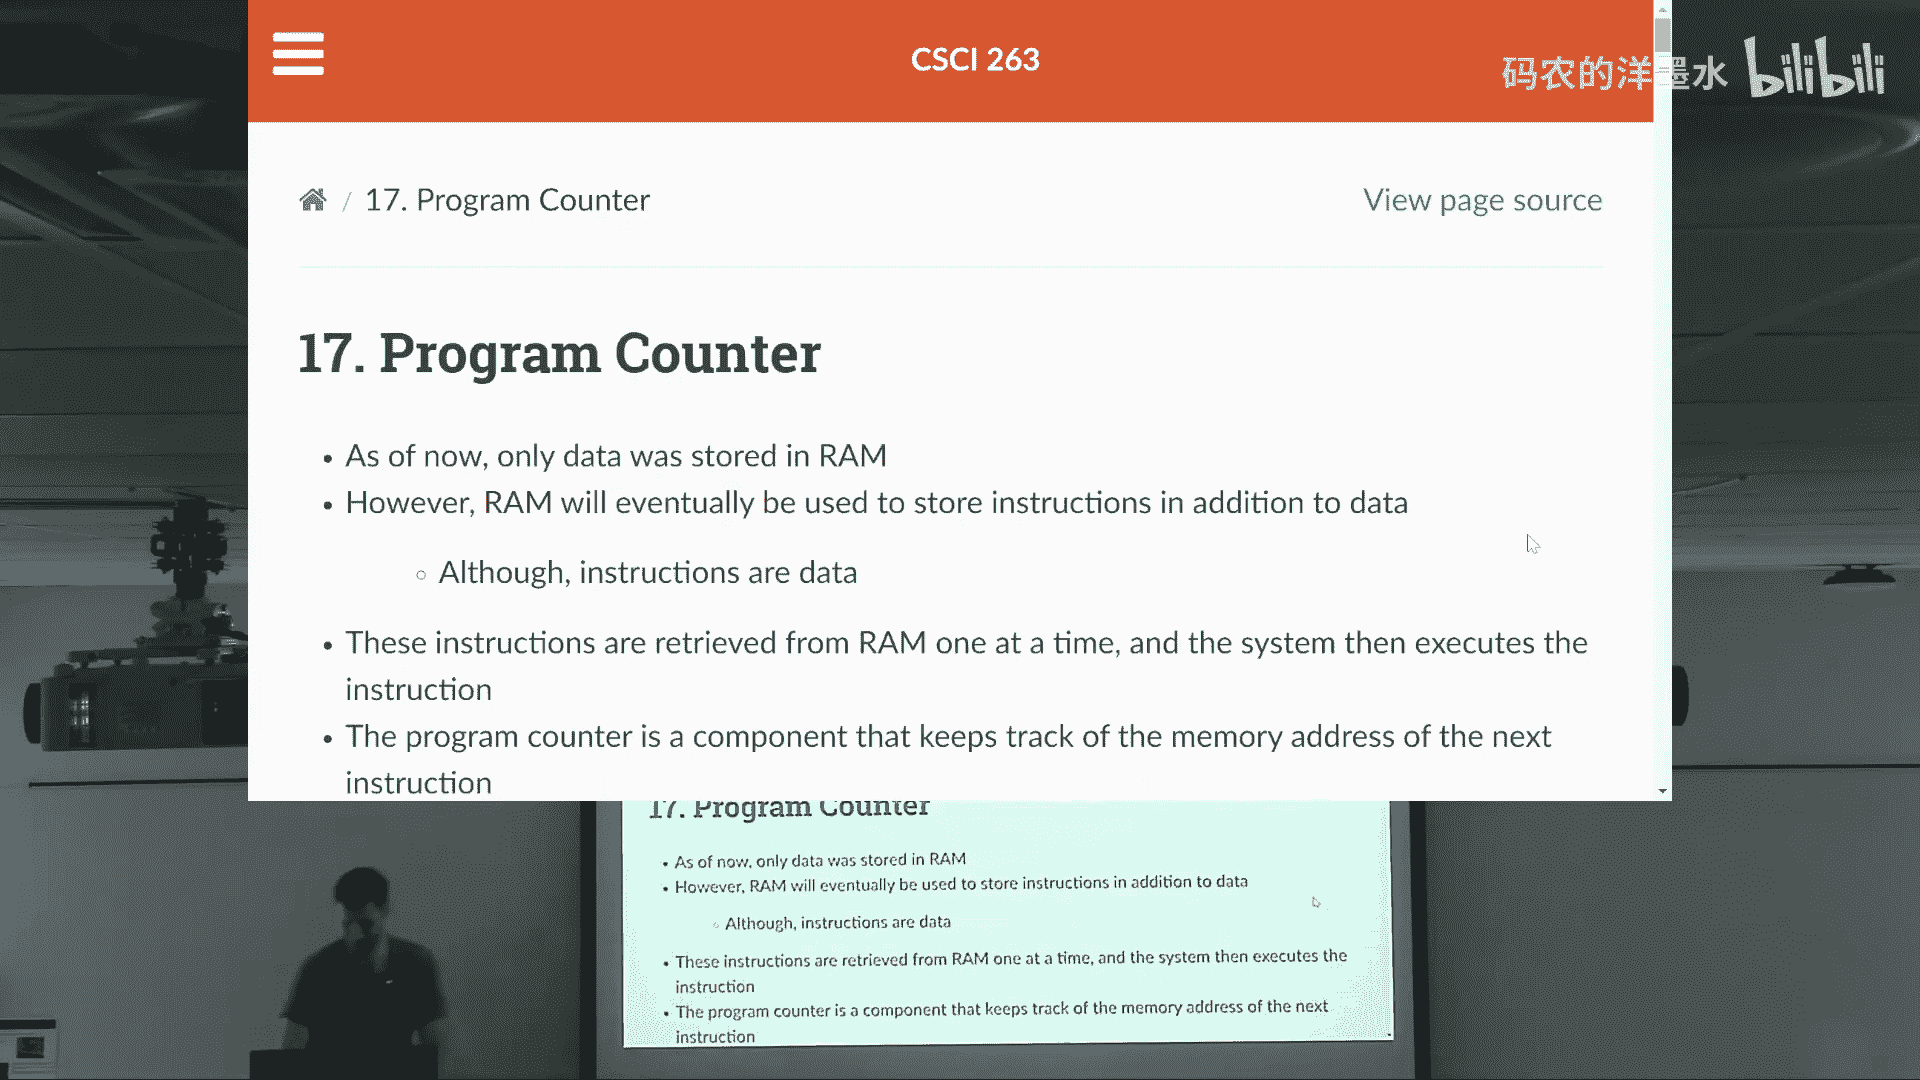 CSCI 263
码农的洋墨水 bilibili
/ 17. Program Counter
View page source
17. Program Counter
• As of now, only data was stored in RAM
• However, RAM will eventually be used to store instructions in addition to data
◦ Although, instructions are data
• These instructions are retrieved from RAM one at a time, and the system then executes the
instruction
• The program counter is a component that keeps track of the memory address of the next
instruction
17. Program Counter
• As of now, only data was stored in RAM
• However, RAM will eventually be used to store instructions in addition to data
◦ Although, instructions are data
• These instructions are retrieved from RAM one at a time, and the system then executes the
instruction
• The program counter is a component that keeps track of the memory address of the next
instruction